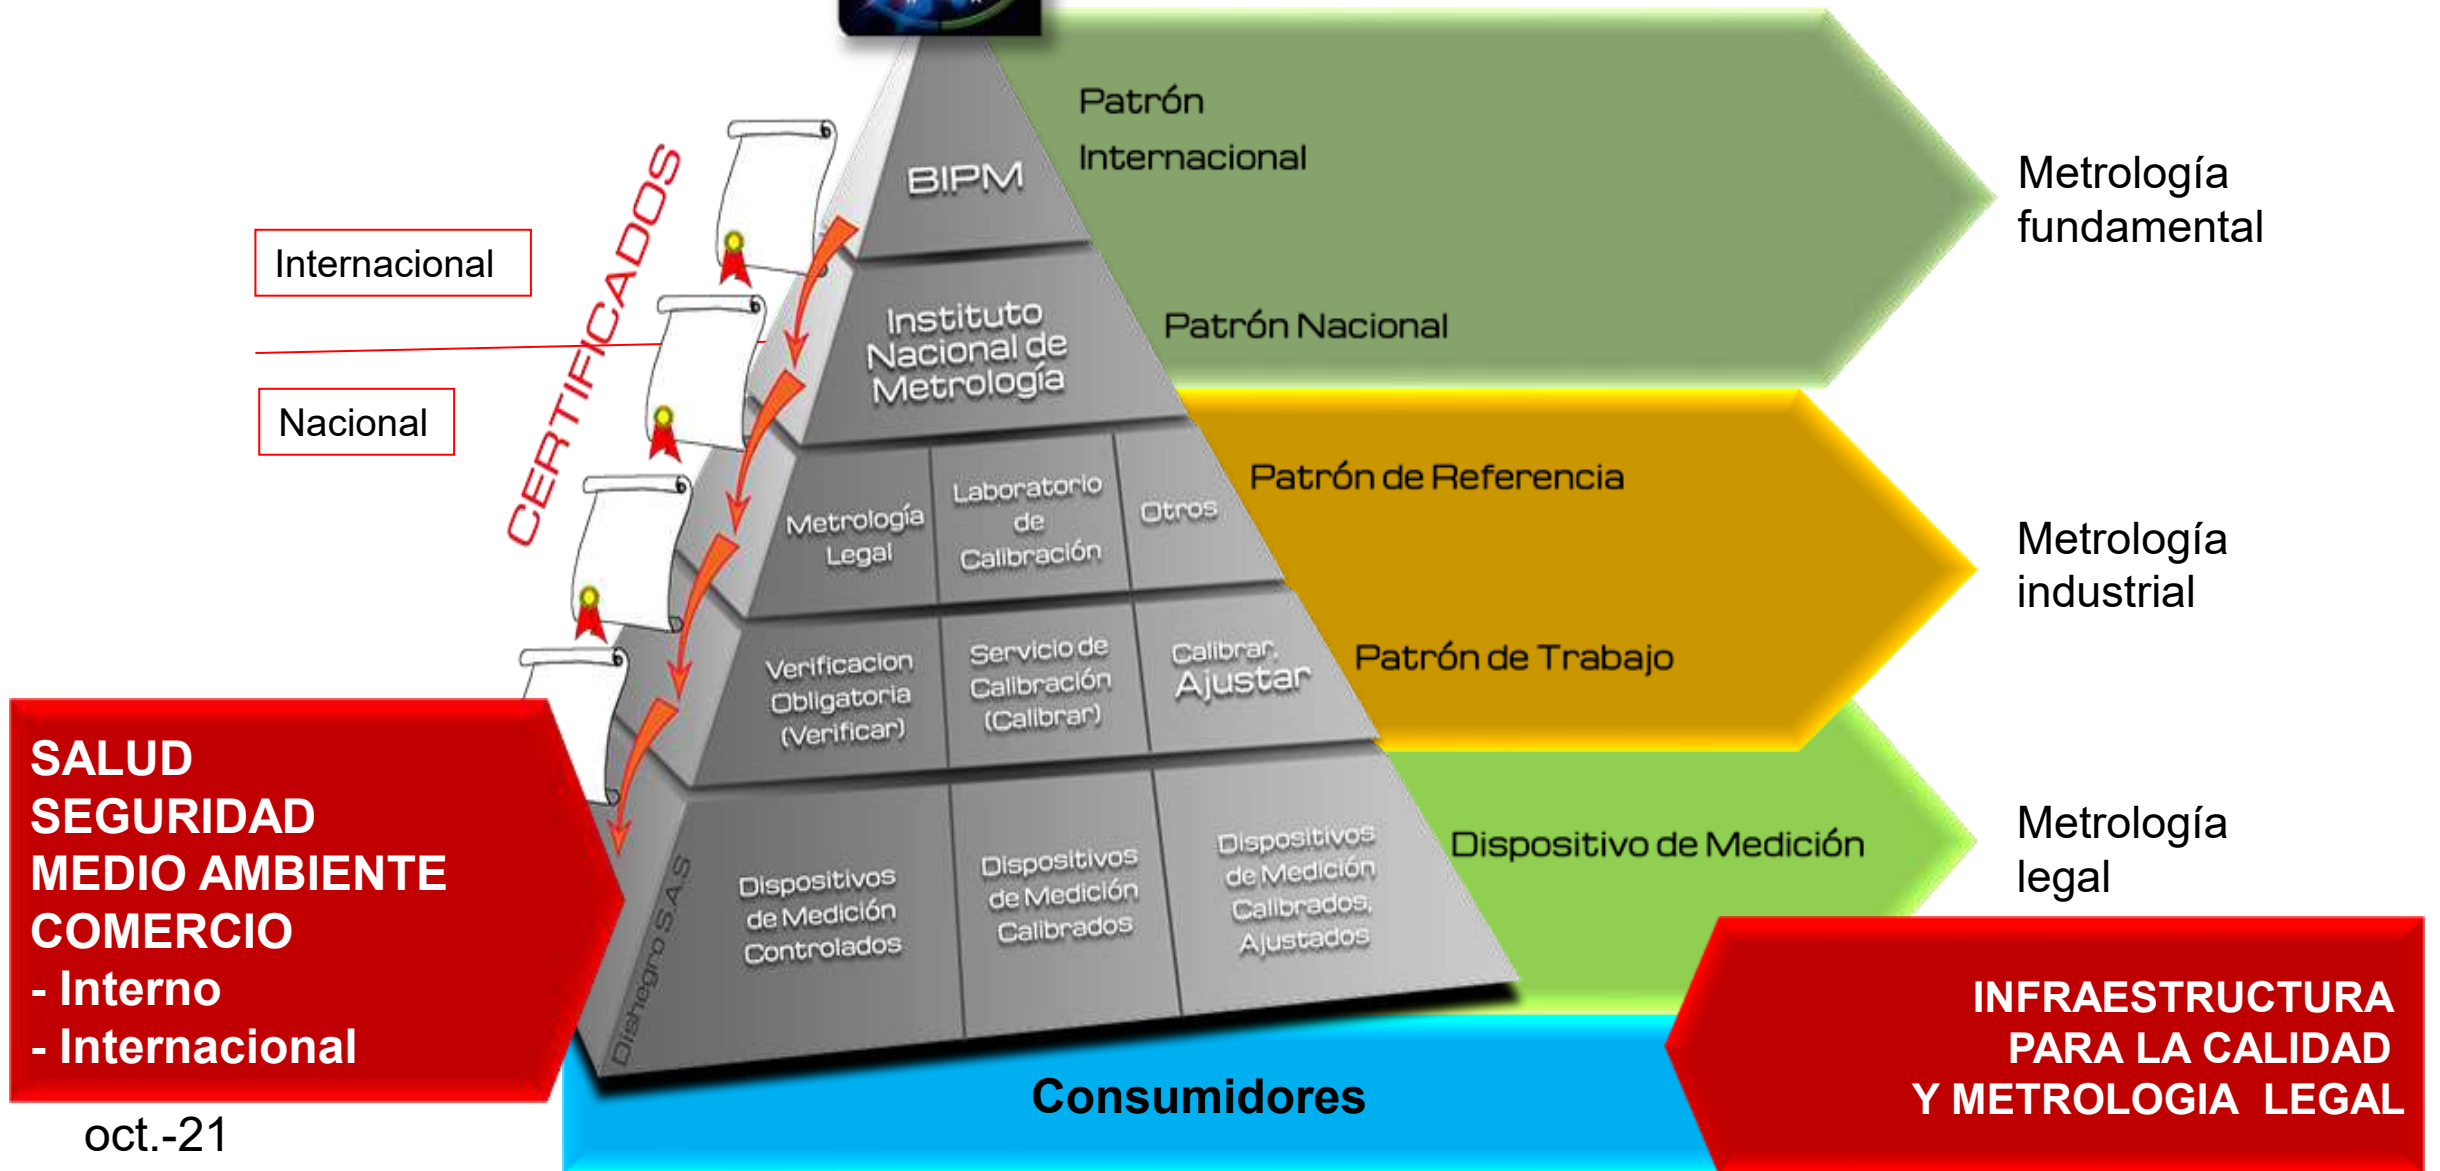 Patrón
Internacional
BIPM
Metrología
fundamental
CERTIFICADOS
Internacional
Instituto
Nacional de
Metrología
Patrón Nacional
Nacional
Metrología
Legal
Laboratorio
de
Calibración
Otros
Patrón de Referencia
Metrología
industrial
Verificacion
Obligatoria
(Verificar)
Servicio de
Calibración
(Calibrar)
Calibrar,
Ajustar
Patrón de Trabajo
SALUD
SEGURIDAD
MEDIO AMBIENTE
COMERCIO
- Interno
- Internacional
Dishegro S.A.S
Dispositivos
de Medición
Controlados
Dispositivos
de Medición
Calibrados
Dispositivos
de Medición
Calibrados,
Ajustados
Dispositivo de Medición
Metrología
legal
INFRAESTRUCTURA
PARA LA CALIDAD
Y METROLOGIA  LEGAL
Consumidores
oct.-21